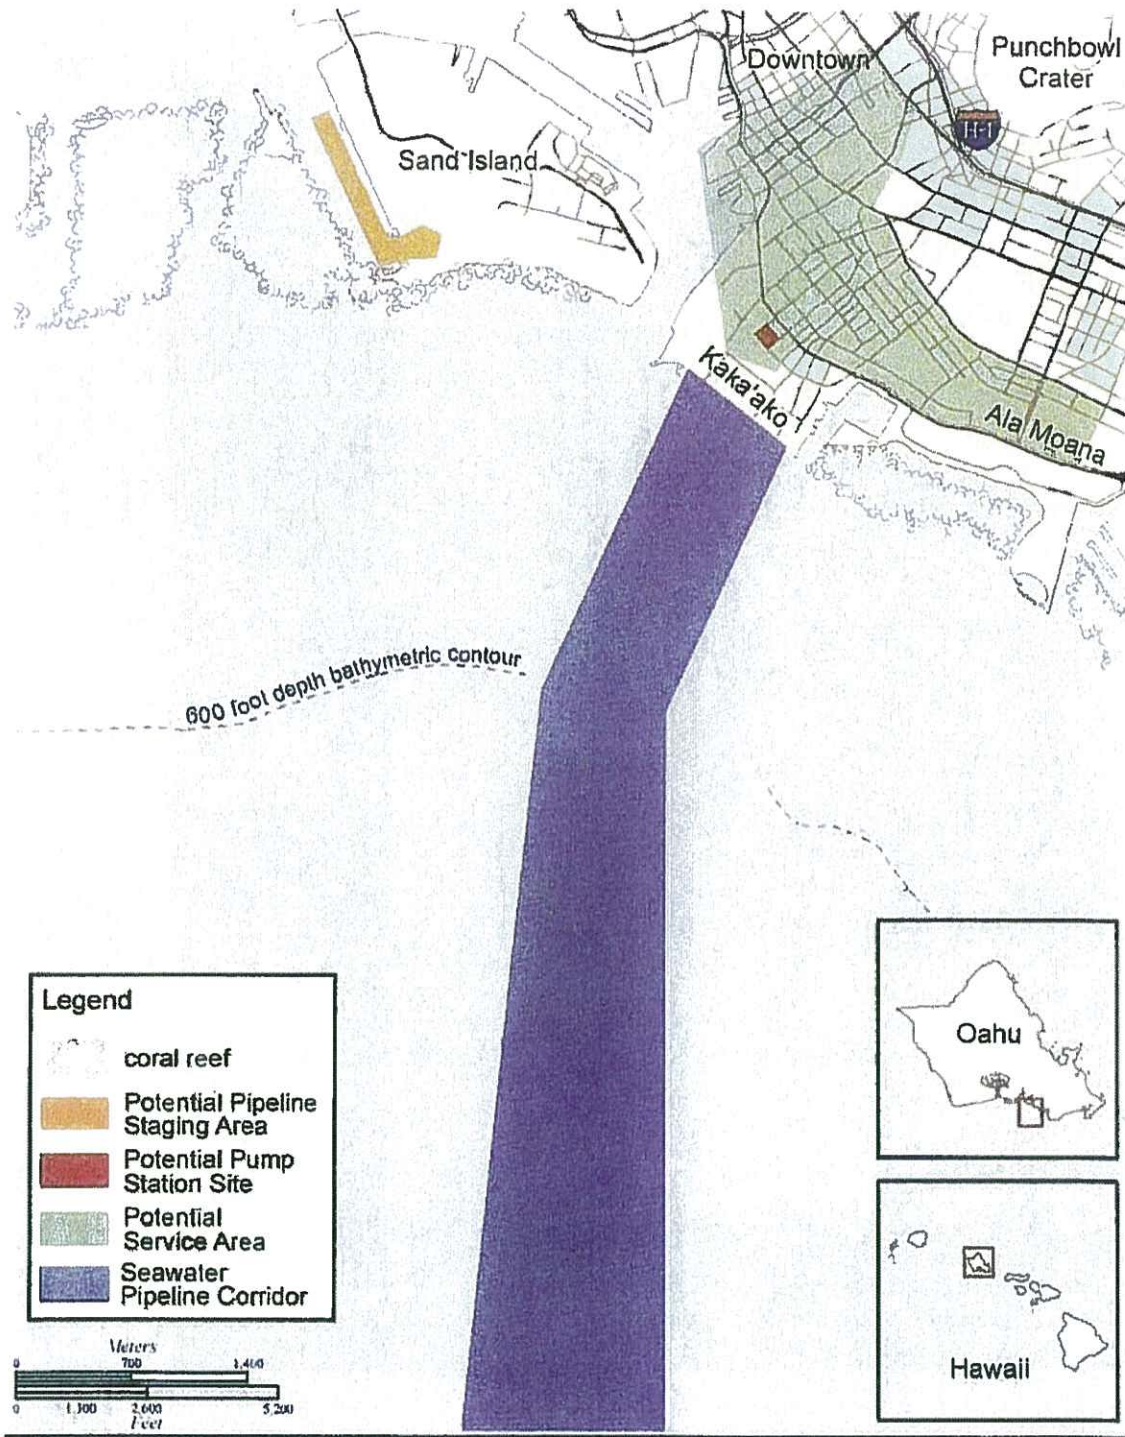 Downtown
Punchbowl
Crater
H-1
Sand Island
Kaka'ako
Ala Moana
600 foot depth bathymetric contour
Legend
coral reef
Potential Pipeline
Staging Area
Potential Pump
Station Site
Potential
Service Area
Seawater
Pipeline Corridor
Oahu
Hawaii
Meters
0 700 1,400
0 1,300 2,600 5,200
Feet